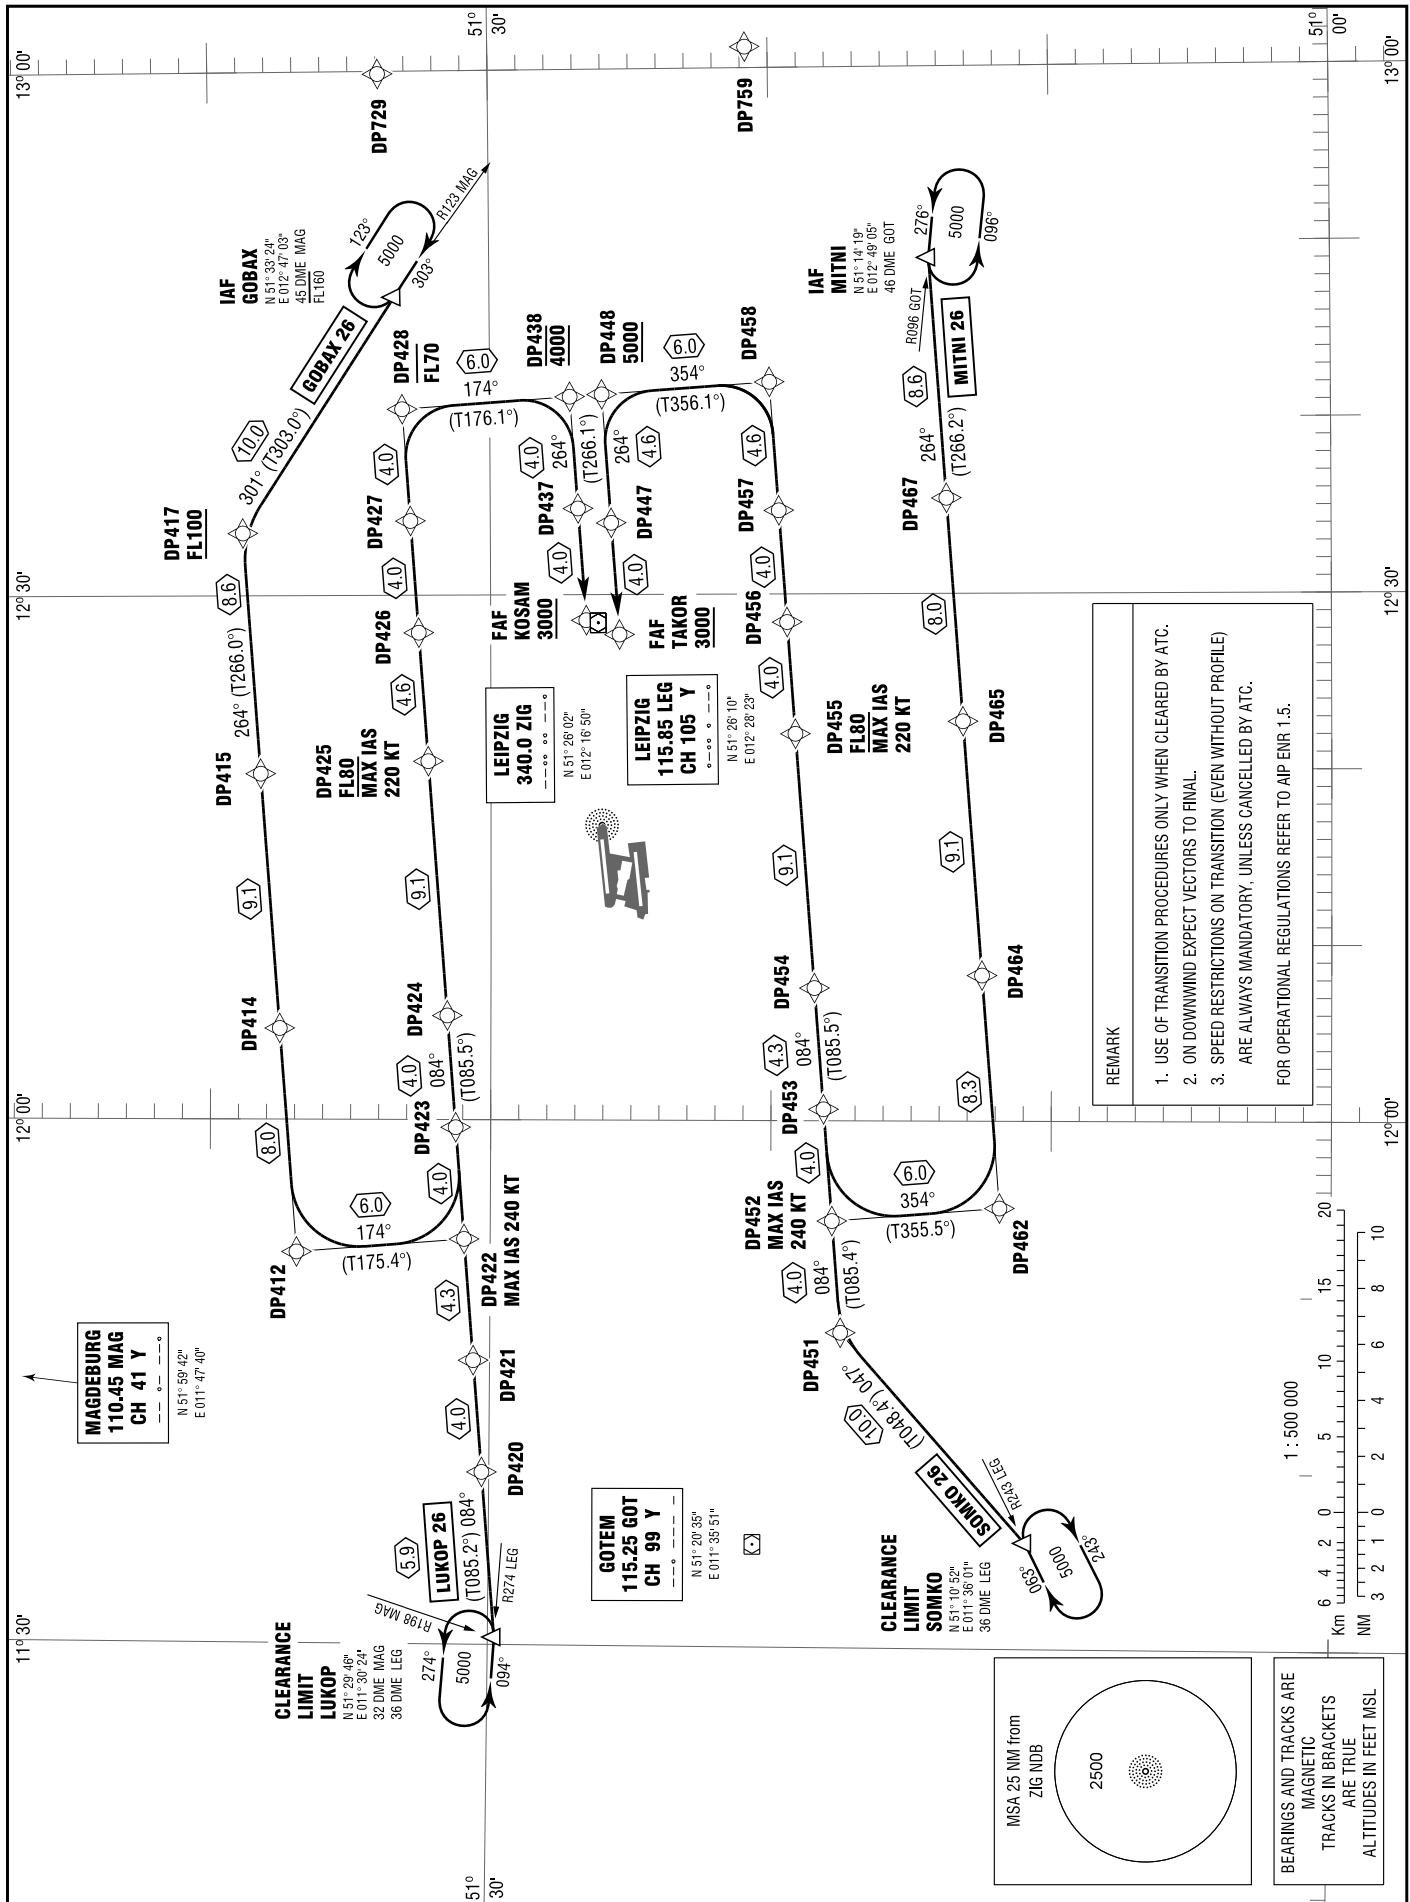 11° 30'
12° 00'
12° 30'
13° 00'
MAGDEBURG
110.45 MAG
CH 41 Y
N 51° 59' 42"
E 011° 47' 40"
CLEARANCE
LIMIT
LUKOP
N 51° 29' 46"
E 011° 30' 24"
32 DME MAG
36 DME LEG
274°
5000
094°
R198 MAG
R274 LEG
5.9
LUKOP 26
(T085.2°) 084°
DP420
4.0
DP421
4.3
DP422
MAX IAS 240 KT
4.0
DP423
4.0
084°
(T085.5°)
DP424
9.1
DP425
FL80
MAX IAS
220 KT
4.6
DP426
4.0
DP427
4.0
DP428
FL70
6.0
174°
(T176.1°)
DP438
4000
4.0
264°
(T266.1°)
DP437
4.0
FAF
KOSAM
3000
DP412
6.0
174°
(T175.4°)
8.0
DP414
9.1
DP415
264° (T266.0°)
8.6
DP417
FL100
10.0
301° (T303.0°)
GOBAX 26
IAF
GOBAX
N 51° 33' 24"
E 012° 47' 03"
45 DME MAG
FL160
123°
5000
303°
R123 MAG
DP729
51°
30'
51°
30'
DP759
LEIPZIG
340.0 ZIG
N 51° 26' 02"
E 012° 16' 50"
LEIPZIG
115.85 LEG
CH 105 Y
N 51° 26' 10"
E 012° 28' 23"
GOTEM
115.25 GOT
CH 99 Y
N 51° 20' 35"
E 011° 35' 51"
DP448
5000
6.0
354°
(T356.1°)
264°
4.6
DP447
4.0
FAF
TAKOR
3000
DP458
4.6
DP457
4.0
DP456
4.0
DP455
FL80
MAX IAS
220 KT
9.1
DP454
4.3
084°
(T085.5°)
DP453
4.0
DP452
MAX IAS
240 KT
4.0
084°
(T085.4°)
DP451
(T048.4°) 047°
10.0
SOMKO 26
R243 LEG
CLEARANCE
LIMIT
SOMKO
N 51° 10' 52"
E 011° 36' 01"
36 DME LEG
063°
5000
243°
6.0
354°
(T355.5°)
DP462
8.3
DP464
9.1
DP465
8.0
DP467
264°
(T266.2°)
8.6
MITNI 26
R096 GOT
IAF
MITNI
N 51° 14' 19"
E 012° 49' 05"
46 DME GOT
276°
5000
096°
MSA 25 NM from
ZIG NDB
2500
BEARINGS AND TRACKS ARE
MAGNETIC
TRACKS IN BRACKETS
ARE TRUE
ALTITUDES IN FEET MSL
1 : 500 000
6 4 2 0 5 10 15 20
Km
NM
3 2 1 0 2 4 6 8 10
REMARK
1. USE OF TRANSITION PROCEDURES ONLY WHEN CLEARED BY ATC.
2. ON DOWNWIND EXPECT VECTORS TO FINAL.
3. SPEED RESTRICTIONS ON TRANSITION (EVEN WITHOUT PROFILE)
ARE ALWAYS MANDATORY, UNLESS CANCELLED BY ATC.
FOR OPERATIONAL REGULATIONS REFER TO AIP ENR 1.5.
51°
00'
12° 00'
13° 00'